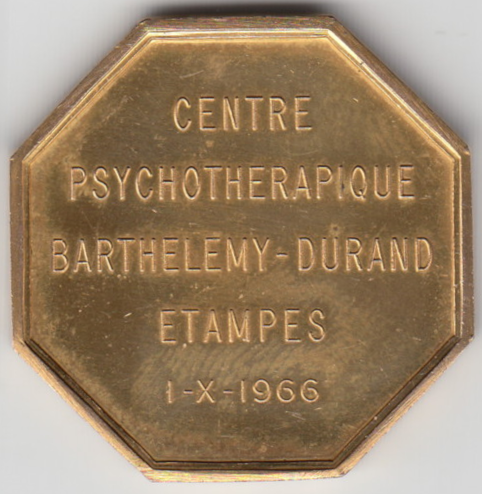 CENTRE
PSYCHOTHERAPIQUE
BARTHELEMY-DURAND
ETAMPES
1-X-1966